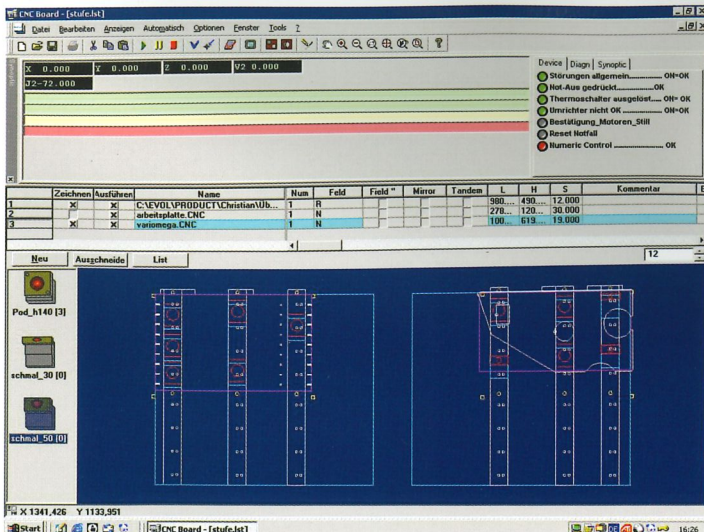 CNC Board - [stufe.lst]
Datei Bearbeiten Anzeigen Automatisch Optionen Fenster Tools ?
X 0.000 Y 0.000 Z 0.000 V2 0.000
J2-72.000
Device Diagn Synoptic
Störungen allgemein............... ON=OK
Not-Aus gedrückt...................OK
Thermoschalter ausgelöst..... ON= OK
Umrichter nicht OK ............... ON=OK
Bestätigung_Motoren_Still
Reset Notfall
Numeric Control ................... OK
Zeichnen Ausführen Name Num Feld Field " Mirror Tandem L H S Kommentar
1 X X C:\EVOL\PRODUCT\Christian\Üb... 1 R 980... 490... 12.000
2 X arbeitsplatte.CNC 1 N 278... 120... 30.000
3 X X variomega.CNC 1 N 100... 619... 19.000
Neu Ausschneide List 12
Pod_h140 [3]
schmal_30 [0]
schmal_50 [0]
X 1341,426 Y 1133,951
Start CNC Board - [stufe.lst] DE 16:26